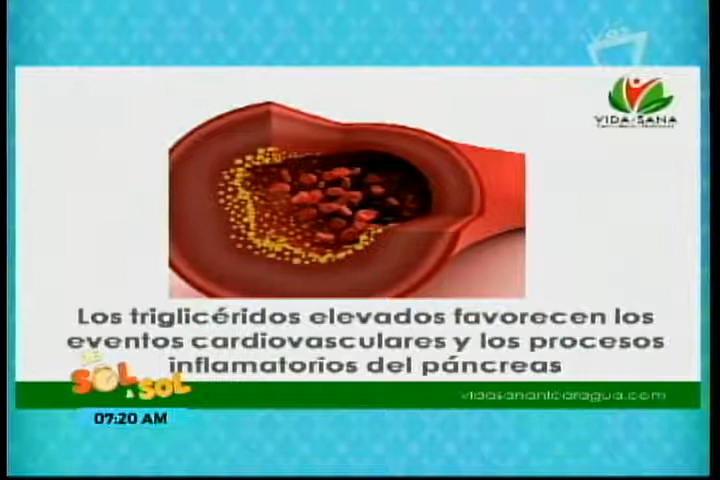 VIDA SANA
Los triglicéridos elevados favorecen los
eventos cardiovasculares y los procesos
inflamatorios del páncreas
DE
SOL
A SOL
vidasananicaragua.com
07:20 AM